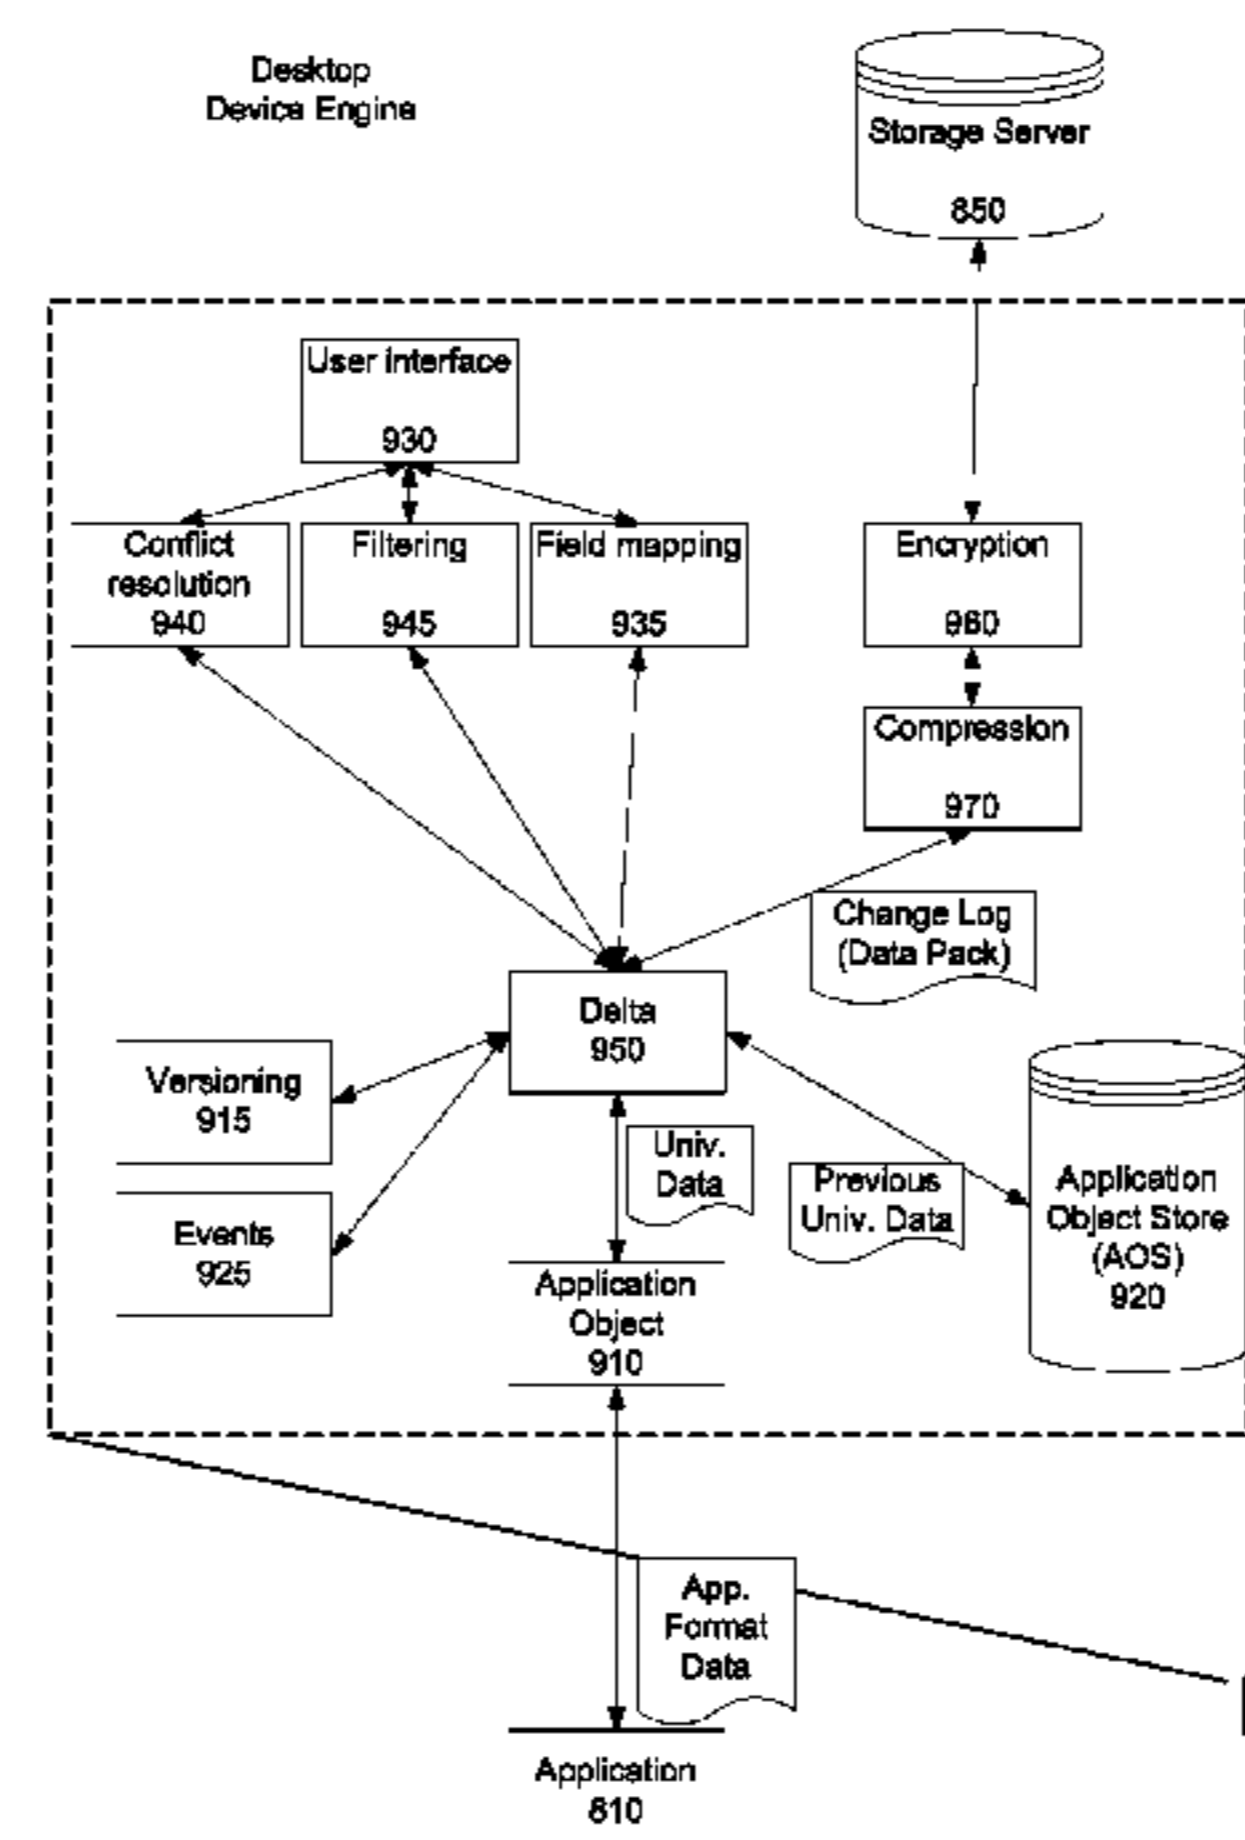 Desktop
Device Engine
Storage Server
850
User interface
930
Conflict
resolution
940
Filtering
945
Field mapping
935
Encryption
960
Compression
970
Change Log
(Data Pack)
Delta
950
Versioning
915
Events
925
Univ.
Data
Previous
Univ. Data
Application
Object Store
(AOS)
920
Application
Object
910
App.
Format
Data
Application
810